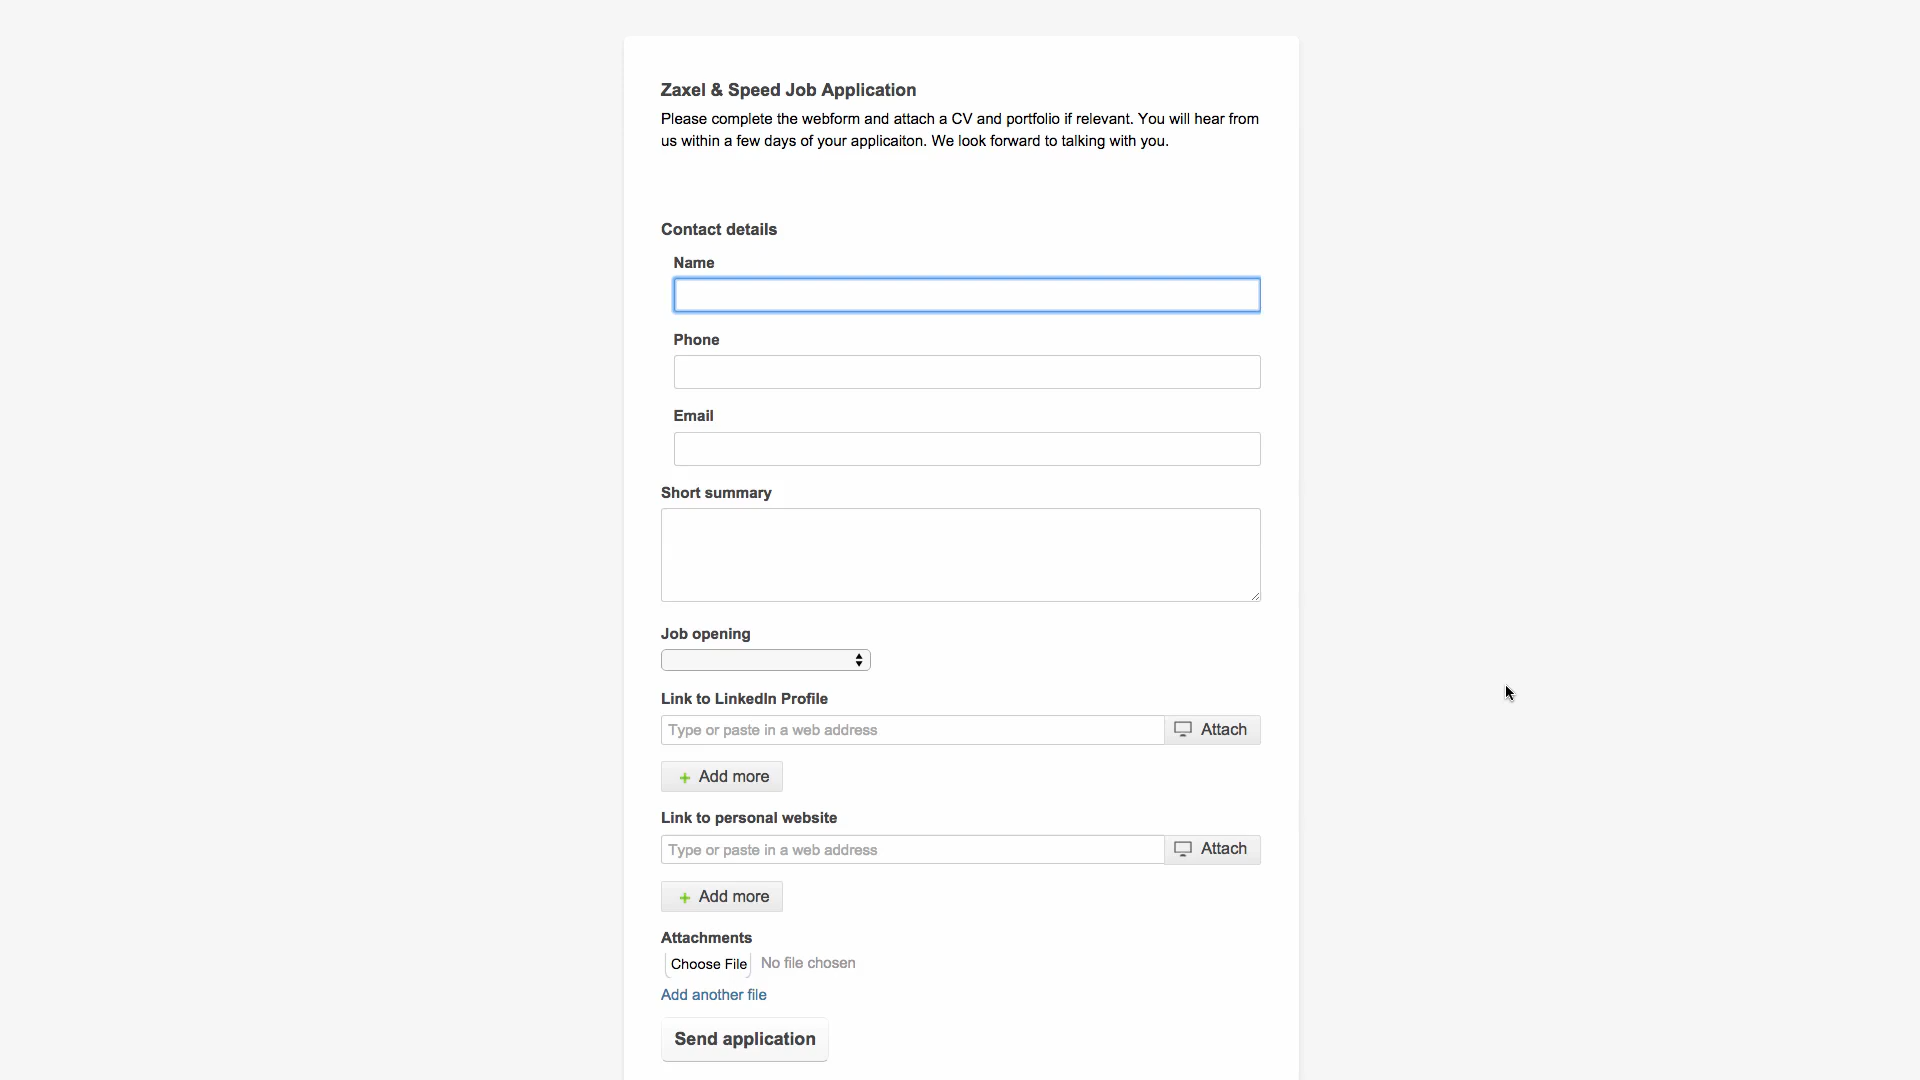 Zaxel & Speed Job Application
Please complete the webform and attach a CV and portfolio if relevant. You will hear from
us within a few days of your applicaiton. We look forward to talking with you.
Contact details
Name
Phone
Email
Short summary
Job opening
Link to LinkedIn Profile
Type or paste in a web address Attach
+ Add more
Link to personal website
Type or paste in a web address Attach
+ Add more
Attachments
Choose File No file chosen
Add another file
Send application